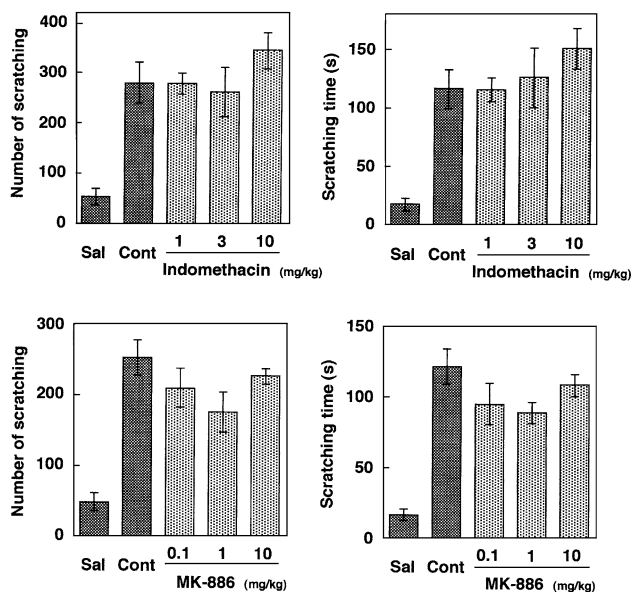 Number of scratching
400
300
200
100
0
Sal Cont 1 3 10
Indomethacin (mg/kg)
Scratching time (s)
150
100
50
0
Sal Cont 1 3 10
Indomethacin (mg/kg)
Number of scratching
300
200
100
0
Sal Cont 0.1 1 10
MK-886 (mg/kg)
Scratching time (s)
150
100
50
0
Sal Cont 0.1 1 10
MK-886 (mg/kg)